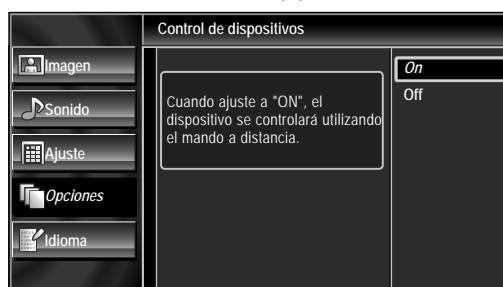 Control de dispositivos
Imagen
Sonido
Ajuste
Opciones
Idioma
Cuando ajuste a "ON", el
dispositivo se controlará utilizando
el mando a distancia.
On
Off